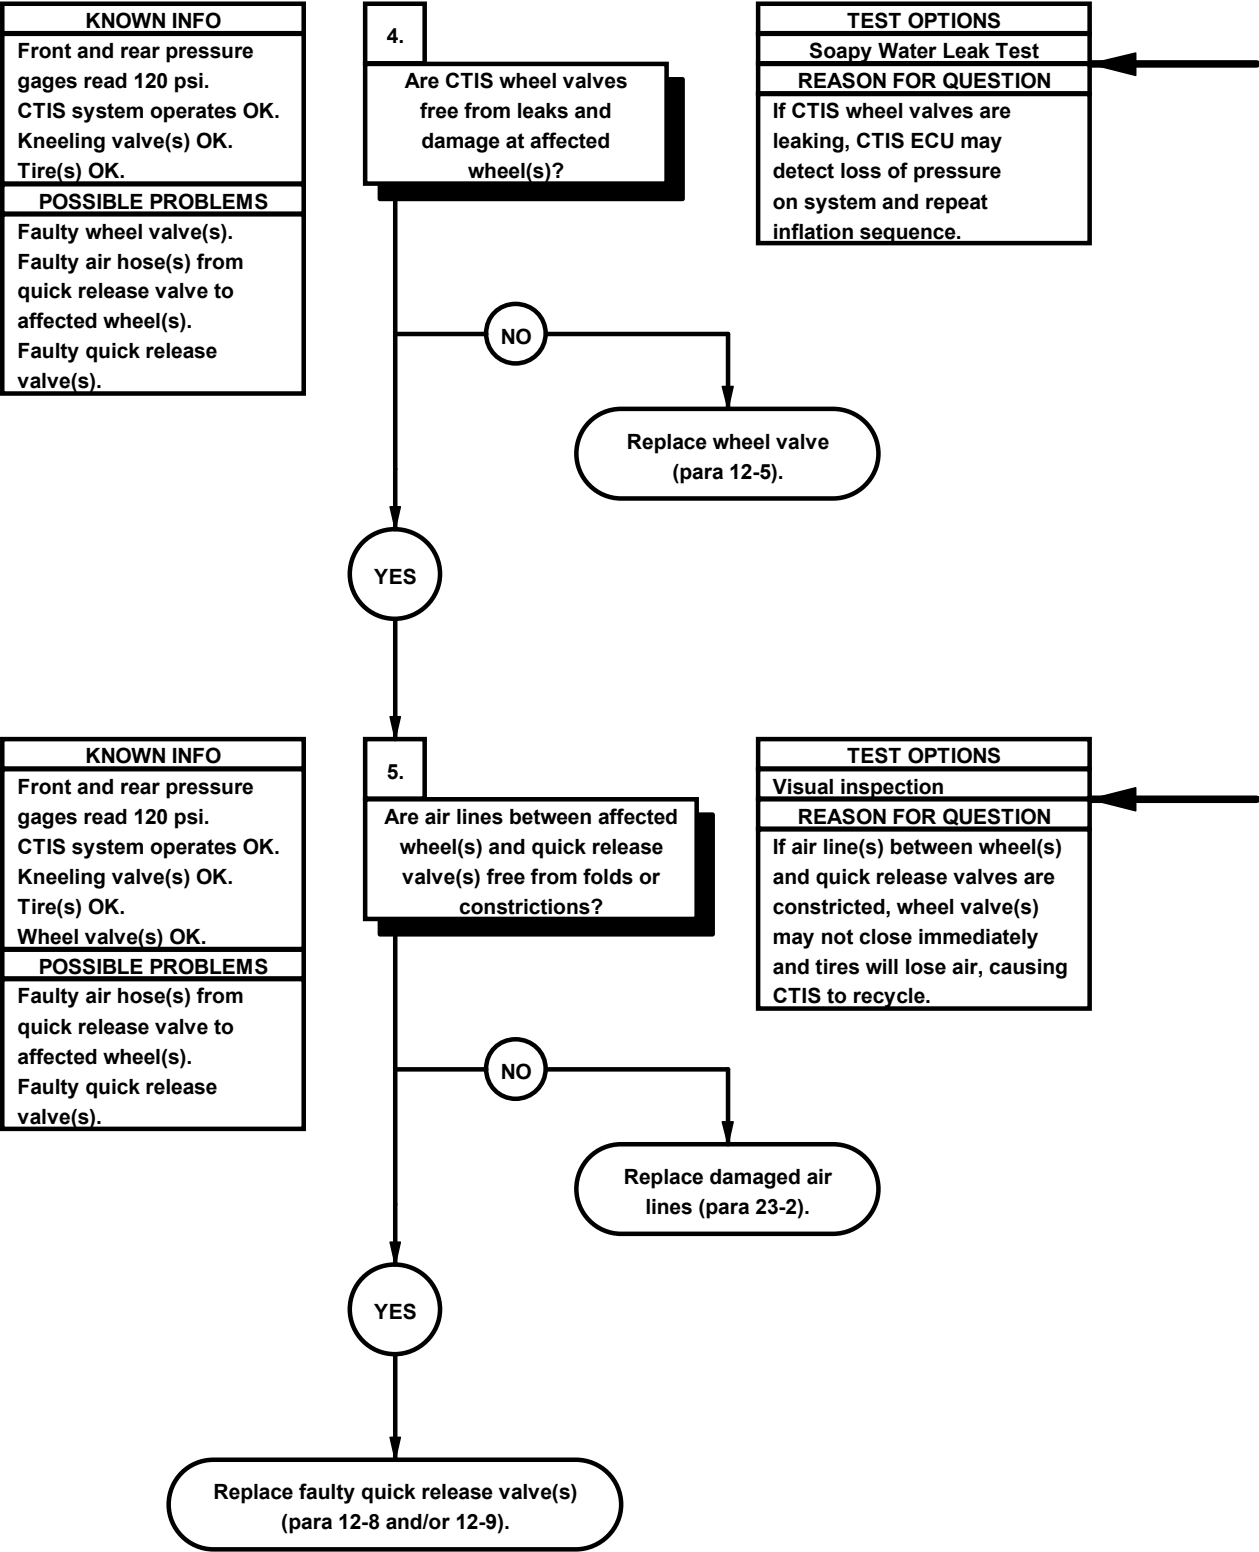 KNOWN INFO
Front and rear pressure
gages read 120 psi.
CTIS system operates OK.
Kneeling valve(s) OK.
Tire(s) OK.
POSSIBLE PROBLEMS
Faulty wheel valve(s).
Faulty air hose(s) from
quick release valve to
affected wheel(s).
Faulty quick release
valve(s).
4.
Are CTIS wheel valves
free from leaks and
damage at affected
wheel(s)?
TEST OPTIONS
Soapy Water Leak Test
REASON FOR QUESTION
If CTIS wheel valves are
leaking, CTIS ECU may
detect loss of pressure
on system and repeat
inflation sequence.
NO
Replace wheel valve
(para 12-5).
YES
KNOWN INFO
Front and rear pressure
gages read 120 psi.
CTIS system operates OK.
Kneeling valve(s) OK.
Tire(s) OK.
Wheel valve(s) OK.
POSSIBLE PROBLEMS
Faulty air hose(s) from
quick release valve to
affected wheel(s).
Faulty quick release
valve(s).
5.
Are air lines between affected
wheel(s) and quick release
valve(s) free from folds or
constrictions?
TEST OPTIONS
Visual inspection
REASON FOR QUESTION
If air line(s) between wheel(s)
and quick release valves are
constricted, wheel valve(s)
may not close immediately
and tires will lose air, causing
CTIS to recycle.
NO
Replace damaged air
lines (para 23-2).
YES
Replace faulty quick release valve(s)
(para 12-8 and/or 12-9).